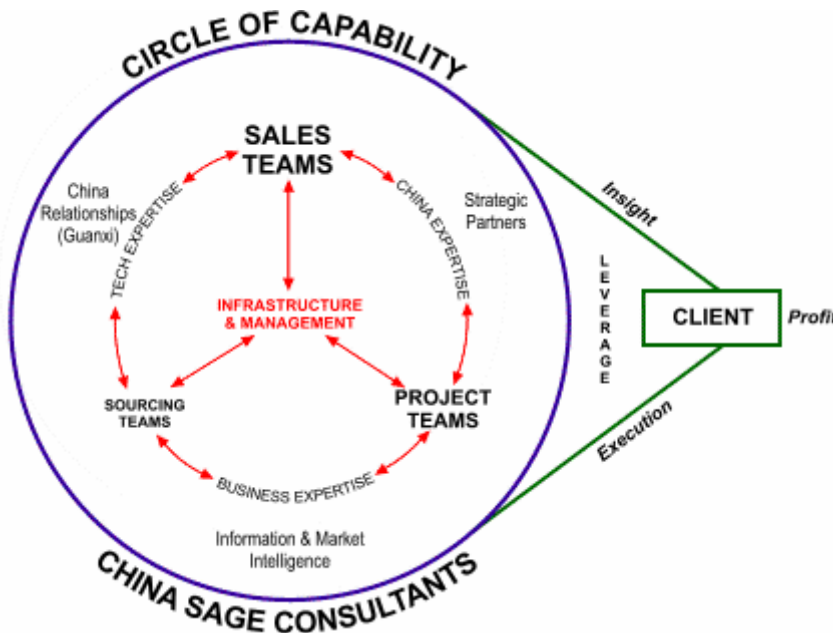 CIRCLE OF CAPABILITY
SALES
TEAMS
China
Relationships
(Guanxi)
TECH EXPERTISE
CHINA EXPERTISE
Strategic
Partners
Insight
INFRASTRUCTURE
& MANAGEMENT
LEVERAGE
CLIENT
Profit
SOURCING
TEAMS
PROJECT
TEAMS
Execution
BUSINESS EXPERTISE
Information & Market
Intelligence
CHINA SAGE CONSULTANTS